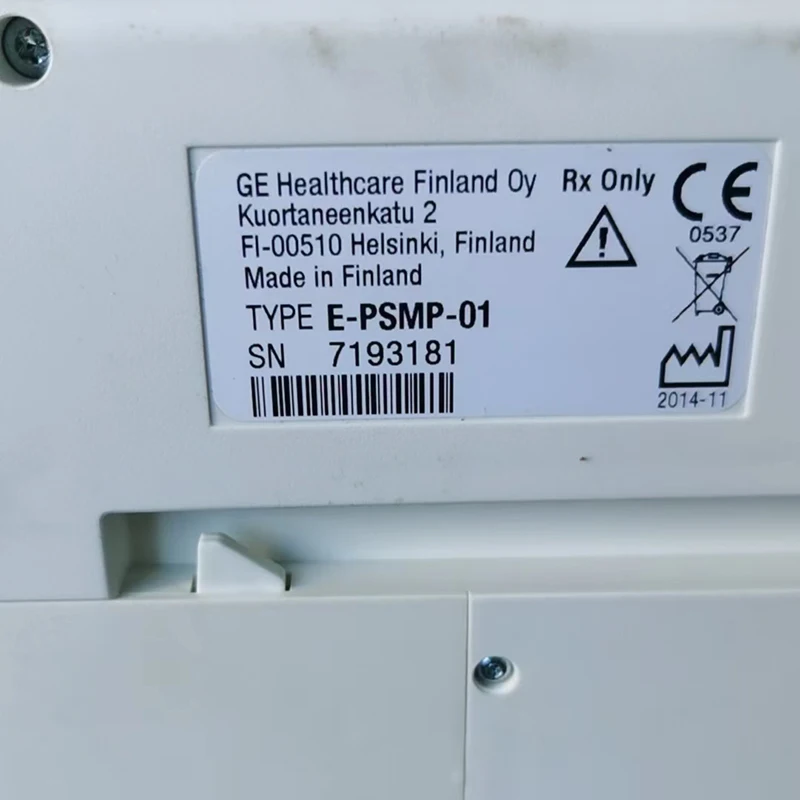 GE Healthcare Finland Oy
Kuortaneenkatu 2
FI-00510 Helsinki, Finland
Made in Finland
TYPE E-PSMP-01
SN 7193181
Rx Only
CE
0537
2014-11